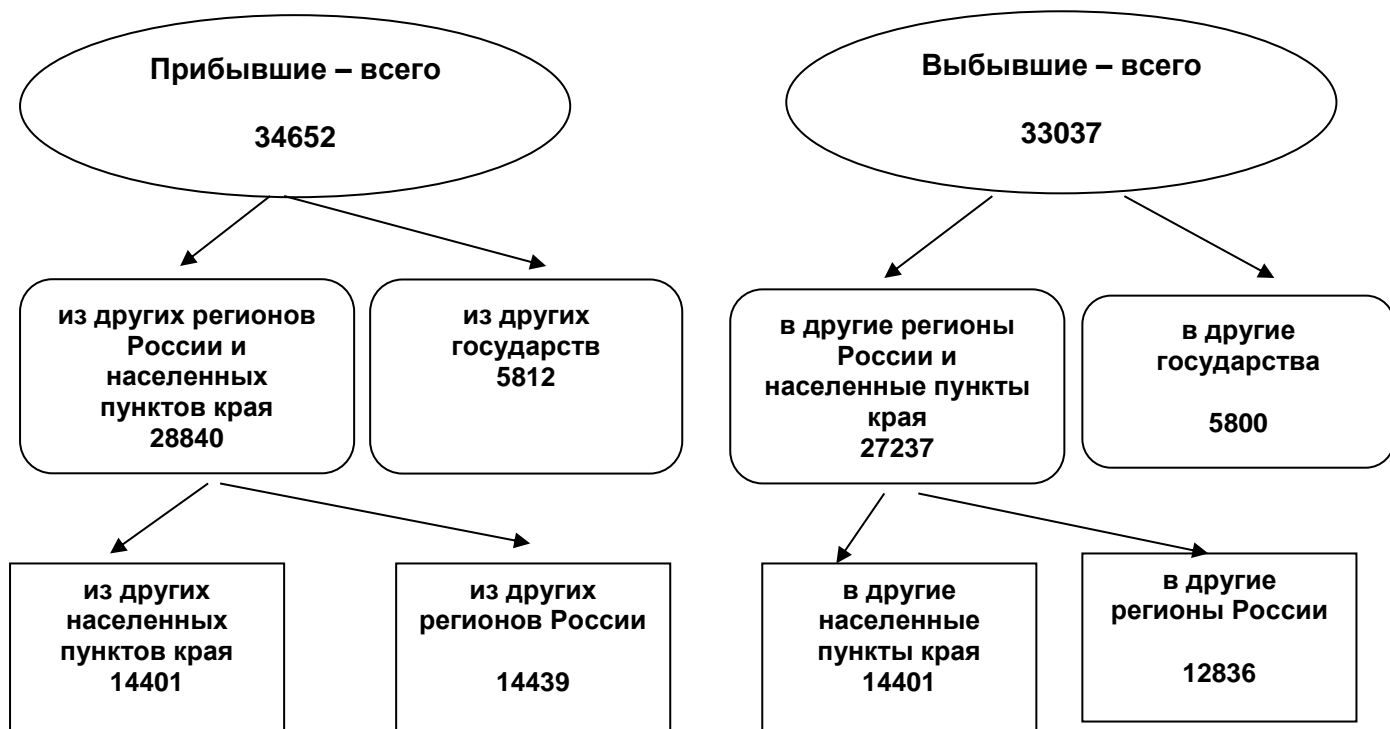 Прибывшие – всего
34652
Выбывшие – всего
33037
из других регионов
России и
населенных
пунктов края
28840
из других
государств
5812
в другие регионы
России и
населенные пункты
края
27237
в другие
государства
5800
из других
населенных
пунктов края
14401
из других
регионов России
14439
в другие
населенные
пункты края
14401
в другие
регионы России
12836